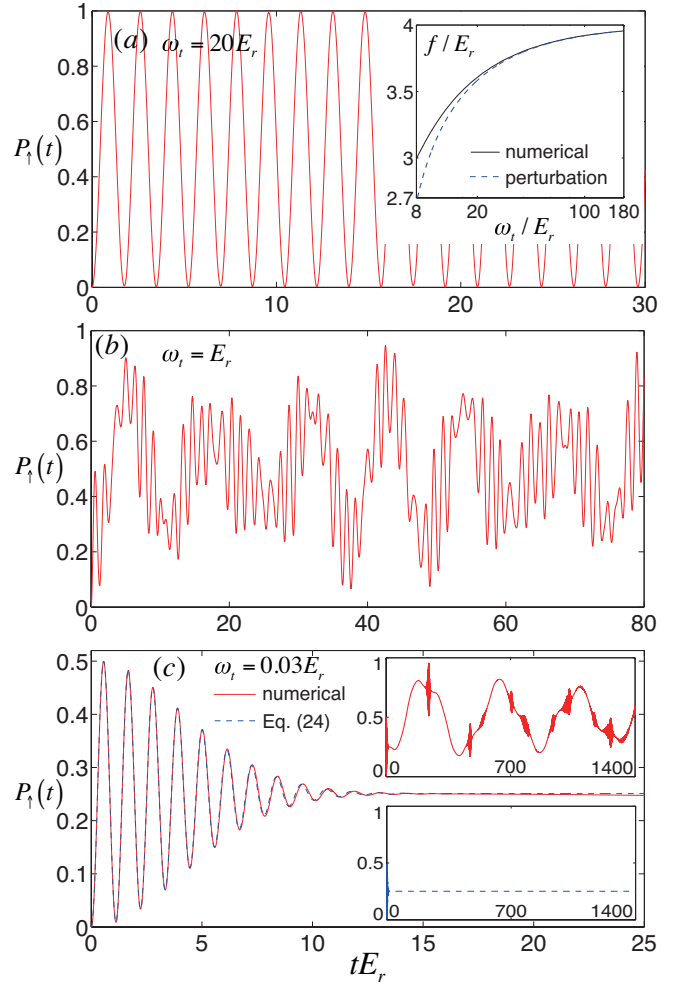 (a) ω_t = 20E_r
1
0.8
0.6
0.4
0.2
0
P_↑(t)
0 10 20 30
f / E_r
4
3.5
3
2.7
numerical
perturbation
8 20 100 180
ω_t / E_r
(b) ω_t = E_r
1
0.8
0.6
0.4
0.2
0
P_↑(t)
0 20 40 60 80
(c) ω_t = 0.03E_r
numerical
Eq. (24)
0.5
0.4
0.3
0.2
0.1
0
P_↑(t)
1
0.5
0
0 700 1400
1
0.5
0
0 700 1400
0 5 10 15 20 25
tE_r